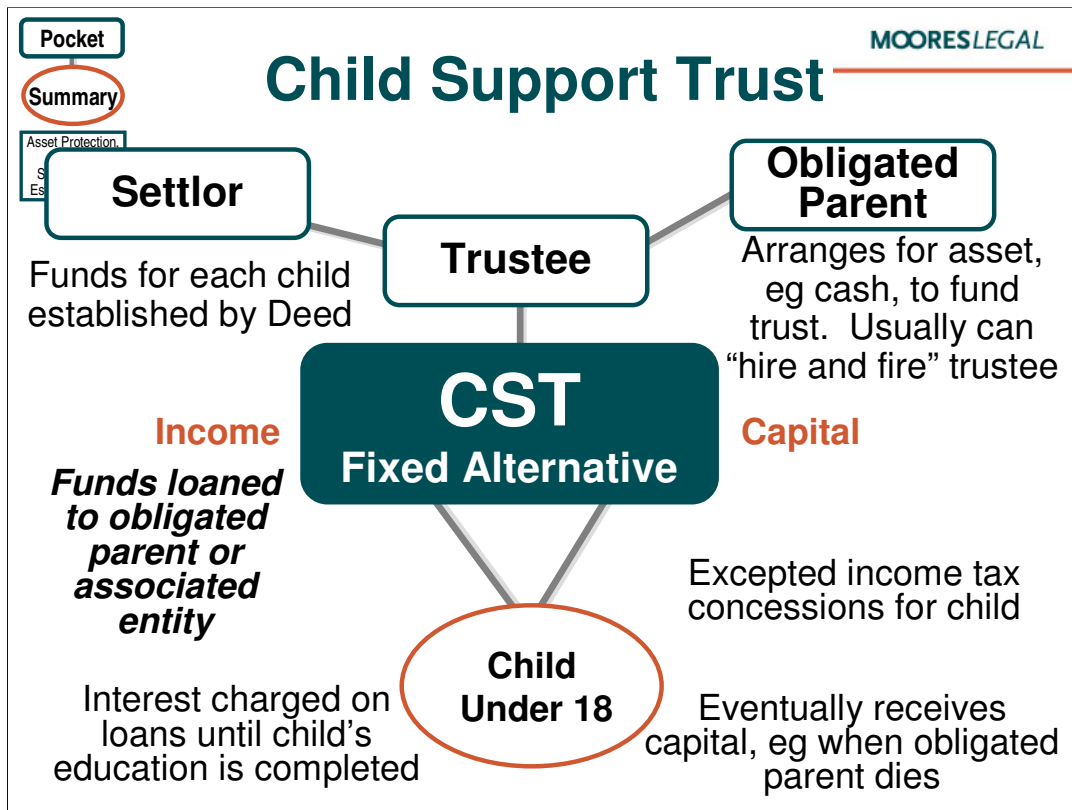 Pocket
Summary
Asset Protection,
MOORESLEGAL
Child Support Trust
Settlor
Obligated
Parent
Trustee
Funds for each child
established by Deed
Arranges for asset,
eg cash, to fund
trust. Usually can
“hire and fire” trustee
CST
Fixed Alternative
Income
Capital
Funds loaned
to obligated
parent or
associated
entity
Excepted income tax
concessions for child
Child
Under 18
Interest charged on
loans until child’s
education is completed
Eventually receives
capital, eg when obligated
parent dies